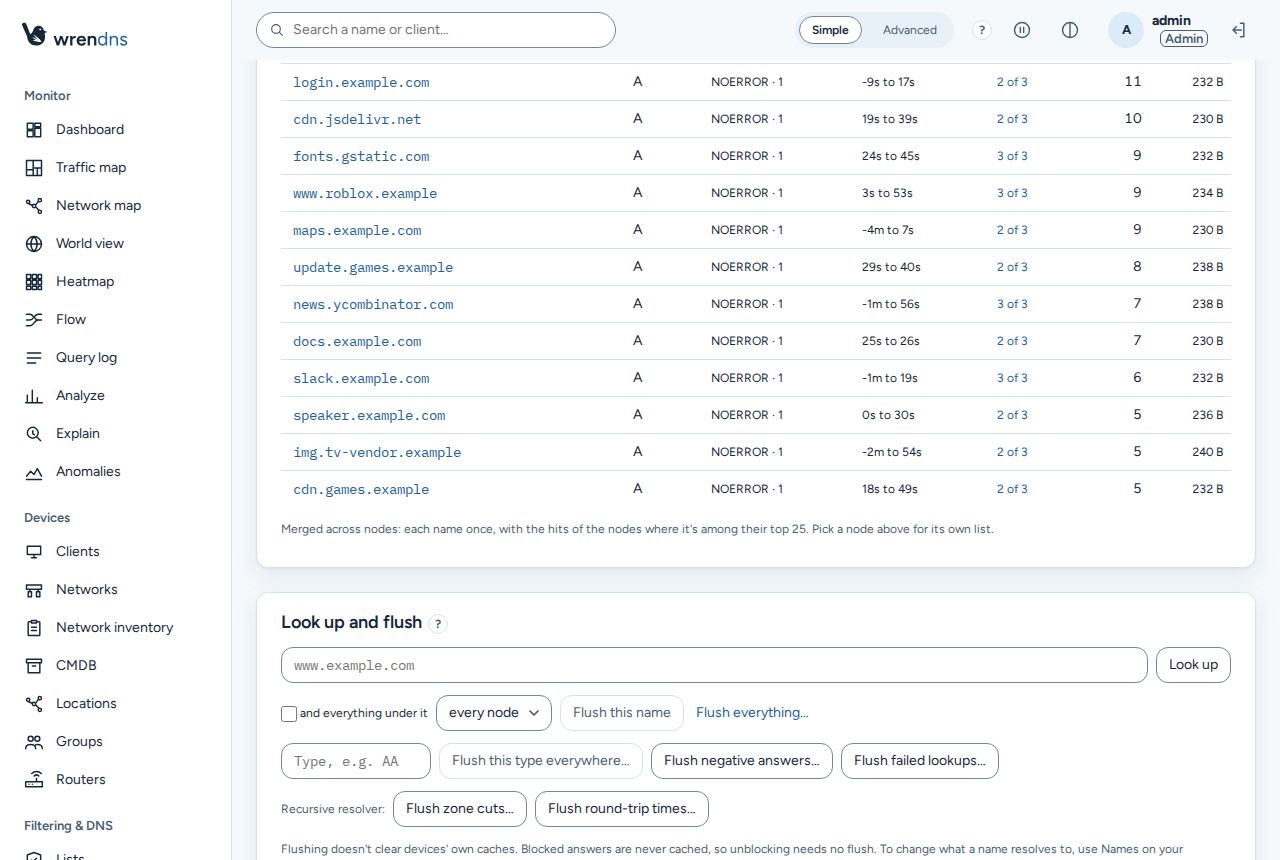 wrendns
Search a name or client...
Simple
Advanced
?
A
admin
Admin
Monitor
Dashboard
Traffic map
Network map
World view
Heatmap
Flow
Query log
Analyze
Explain
Anomalies
Devices
Clients
Networks
Network inventory
CMDB
Locations
Groups
Routers
Filtering & DNS
Lists
login.example.com A NOERROR · 1 -9s to 17s 2 of 3 11 232 B
cdn.jsdelivr.net A NOERROR · 1 19s to 39s 2 of 3 10 230 B
fonts.gstatic.com A NOERROR · 1 24s to 45s 3 of 3 9 232 B
www.roblox.example A NOERROR · 1 3s to 53s 3 of 3 9 234 B
maps.example.com A NOERROR · 1 -4m to 7s 2 of 3 9 230 B
update.games.example A NOERROR · 1 29s to 40s 2 of 3 8 238 B
news.ycombinator.com A NOERROR · 1 -1m to 56s 3 of 3 7 238 B
docs.example.com A NOERROR · 1 25s to 26s 2 of 3 7 230 B
slack.example.com A NOERROR · 1 -1m to 19s 3 of 3 6 232 B
speaker.example.com A NOERROR · 1 0s to 30s 2 of 3 5 236 B
img.tv-vendor.example A NOERROR · 1 -2m to 54s 2 of 3 5 240 B
cdn.games.example A NOERROR · 1 18s to 49s 2 of 3 5 232 B
Merged across nodes: each name once, with the hits of the nodes where it's among their top 25. Pick a node above for its own list.
Look up and flush ?
www.example.com Look up
and everything under it every node Flush this name Flush everything...
Type, e.g. AA Flush this type everywhere... Flush negative answers... Flush failed lookups...
Recursive resolver: Flush zone cuts... Flush round-trip times...
Flushing doesn't clear devices' own caches. Blocked answers are never cached, so unblocking needs no flush. To change what a name resolves to, use Names on your